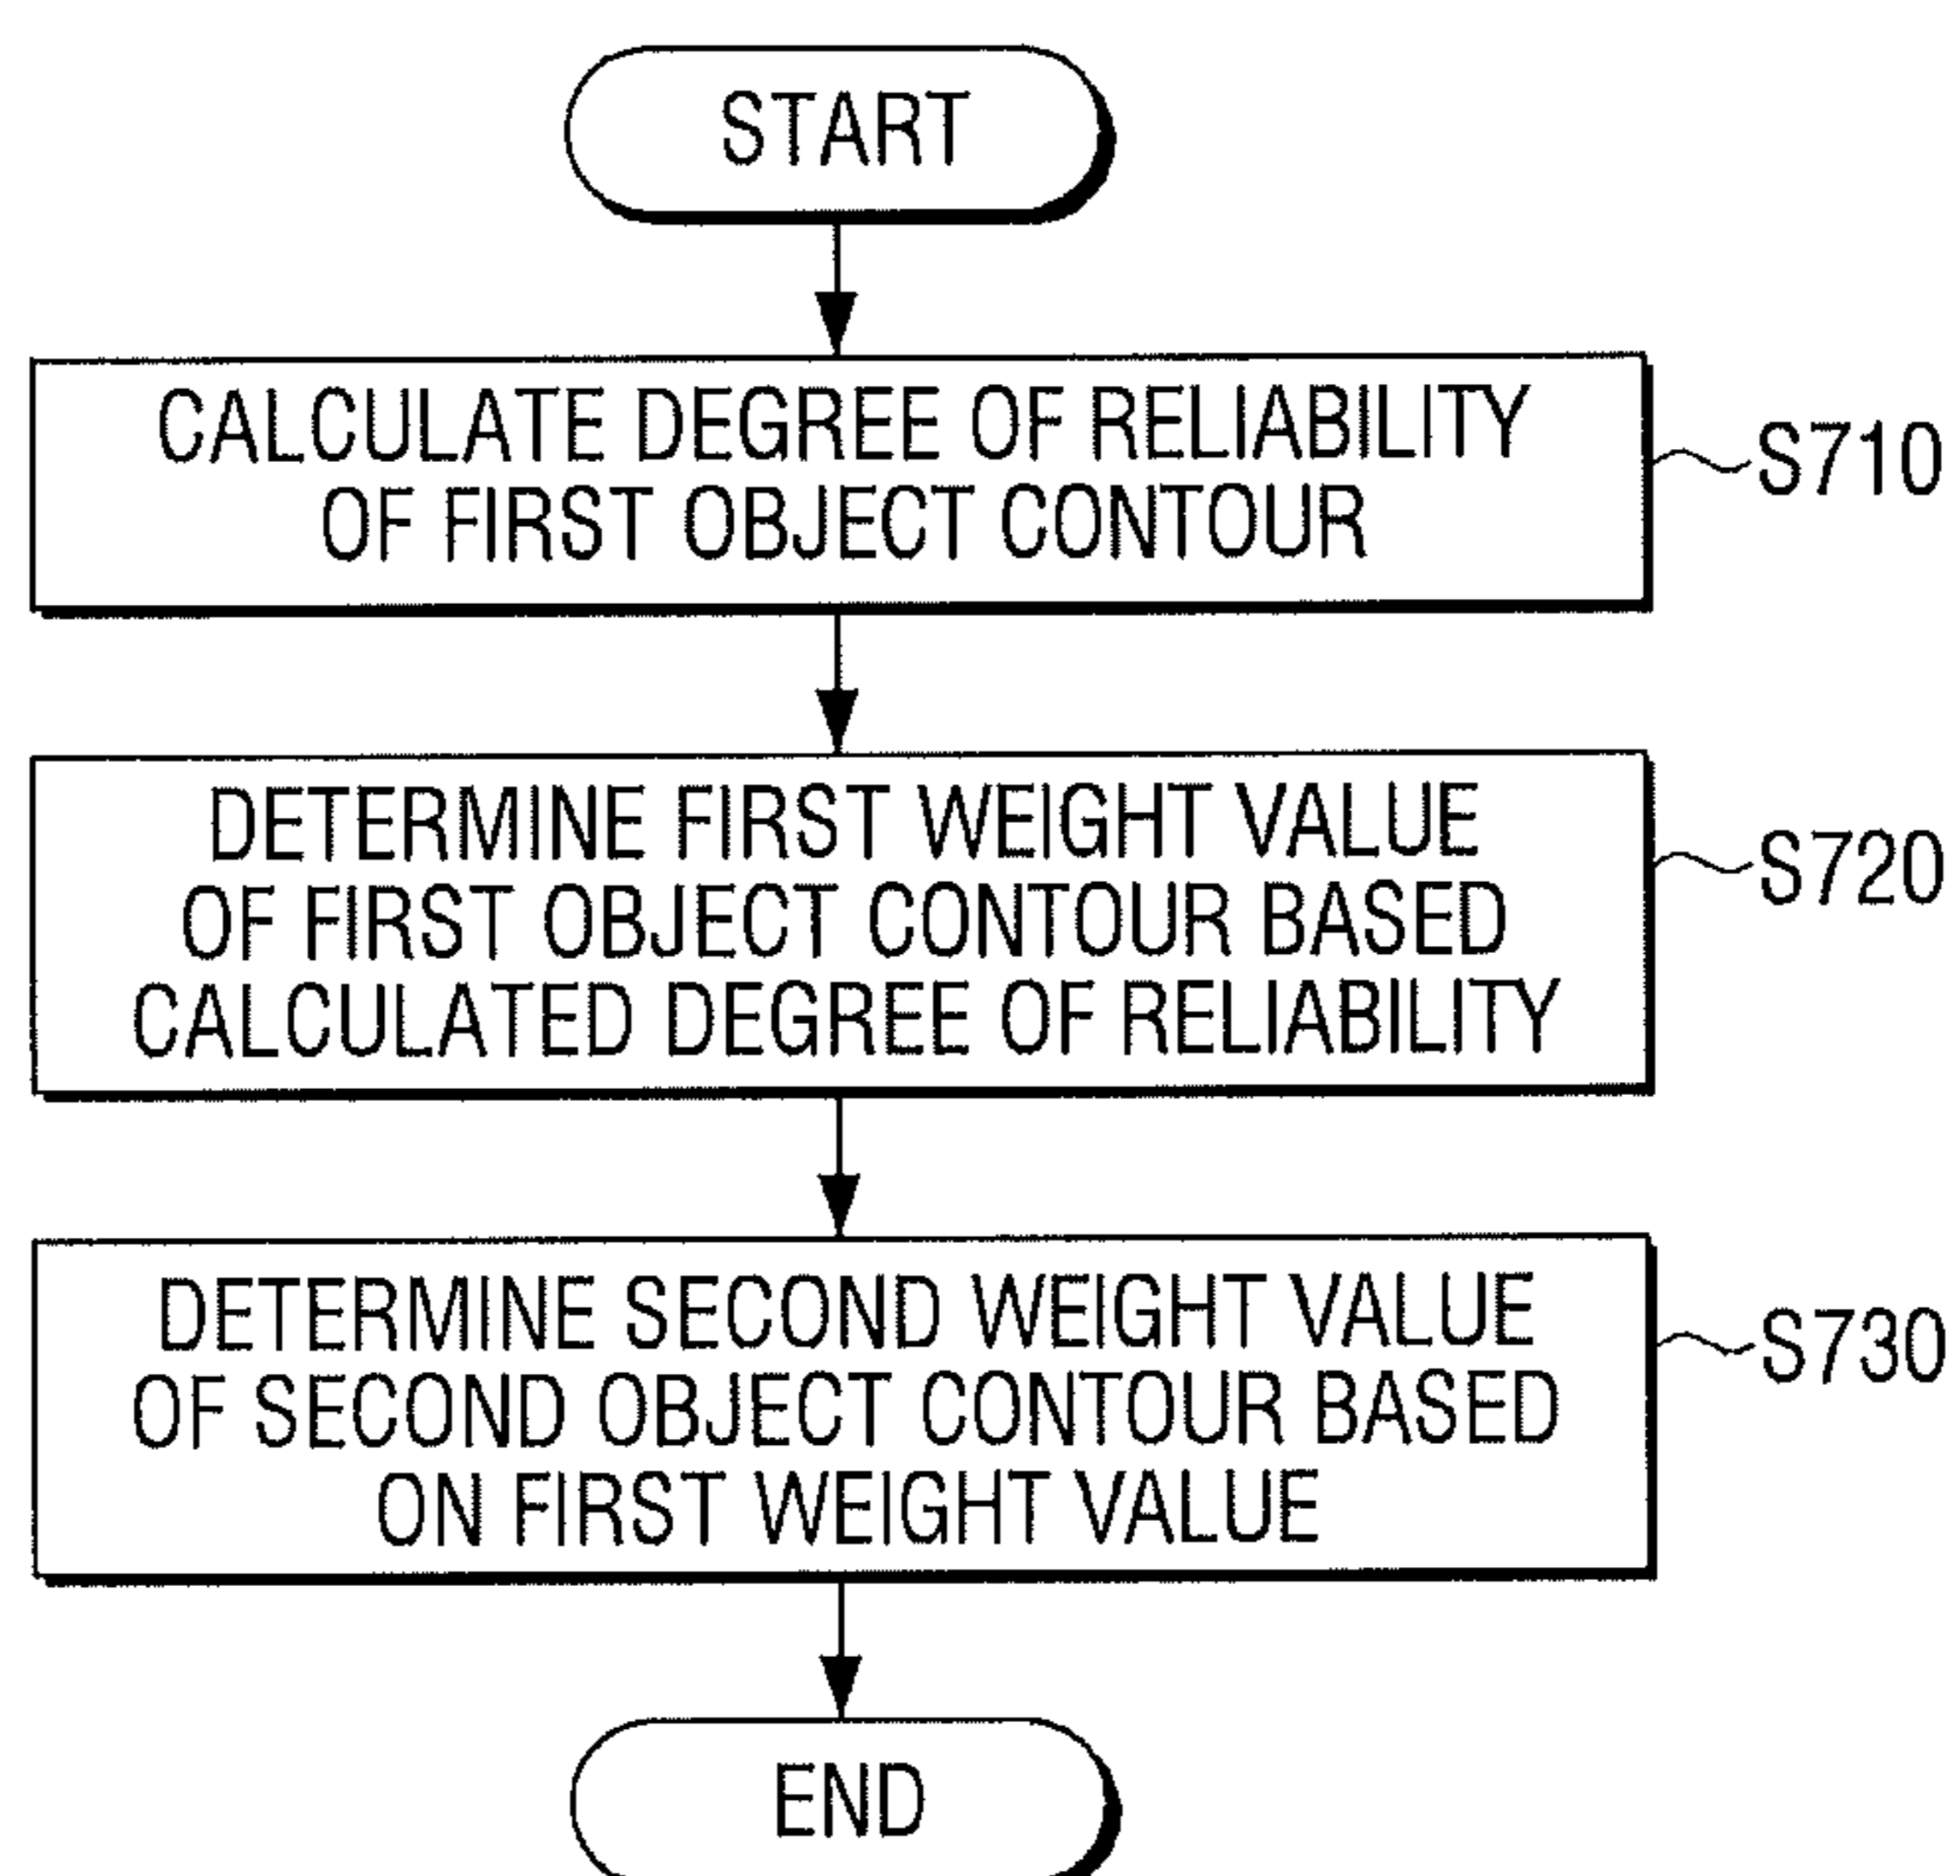 START
CALCULATE DEGREE OF RELIABILITY
OF FIRST OBJECT CONTOUR
S710
DETERMINE FIRST WEIGHT VALUE
OF FIRST OBJECT CONTOUR BASED
CALCULATED DEGREE OF RELIABILITY
S720
DETERMINE SECOND WEIGHT VALUE
OF SECOND OBJECT CONTOUR BASED
ON FIRST WEIGHT VALUE
S730
END